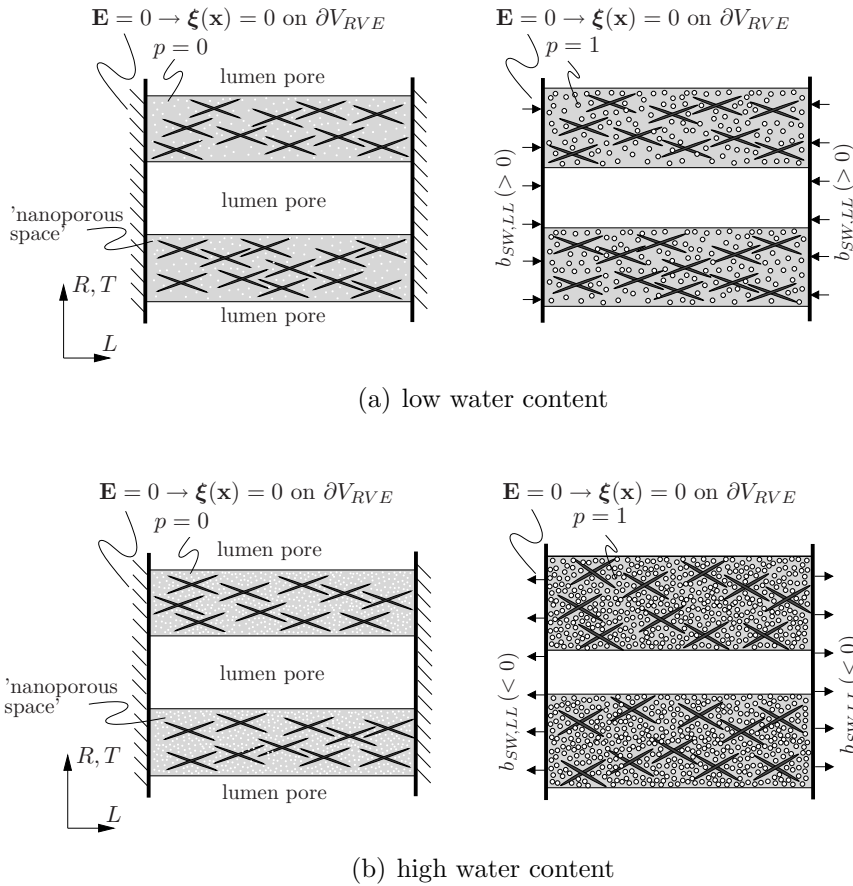 E = 0 → ξ(x) = 0 on ∂V_RVE
p = 0
lumen pore
lumen pore
'nanoporous
space'
lumen pore
R, T
L
E = 0 → ξ(x) = 0 on ∂V_RVE
p = 1
b_SW,LL (> 0)
b_SW,LL (> 0)
(a) low water content
E = 0 → ξ(x) = 0 on ∂V_RVE
p = 0
lumen pore
lumen pore
'nanoporous
space'
lumen pore
R, T
L
E = 0 → ξ(x) = 0 on ∂V_RVE
p = 1
b_SW,LL (< 0)
b_SW,LL (< 0)
(b) high water content